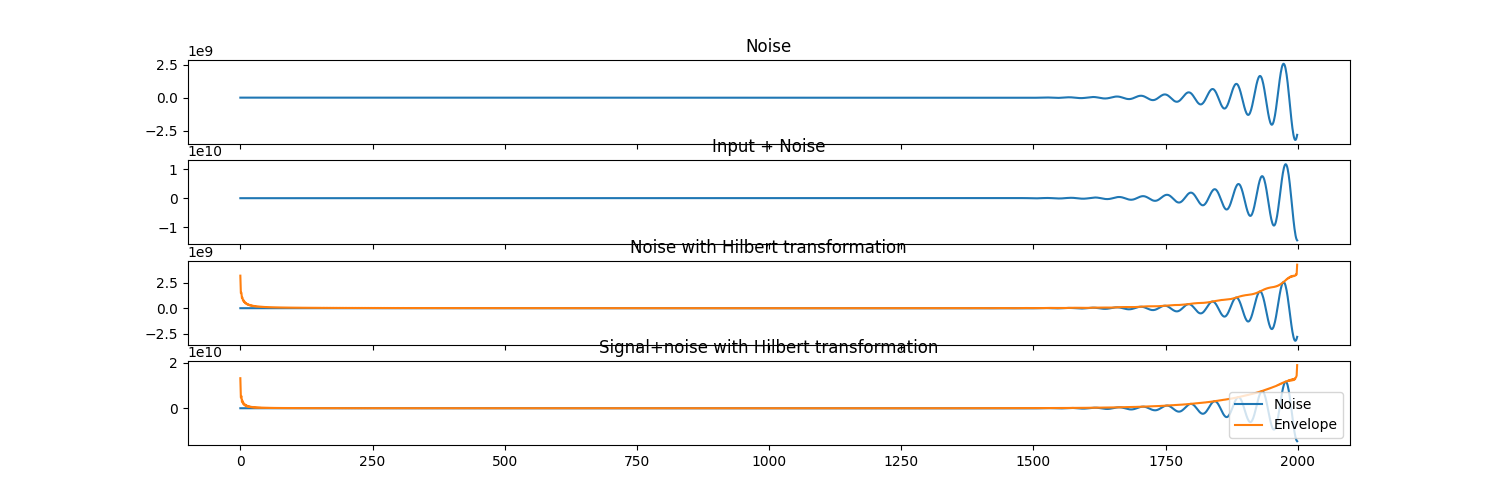 Noise
1e9
2.5
0.0
−2.5
Input + Noise
1e10
1
0
−1
Noise with Hilbert transformation
1e9
2.5
0.0
−2.5
Signal+noise with Hilbert transformation
1e10
2
0
Noise
Envelope
0 250 500 750 1000 1250 1500 1750 2000